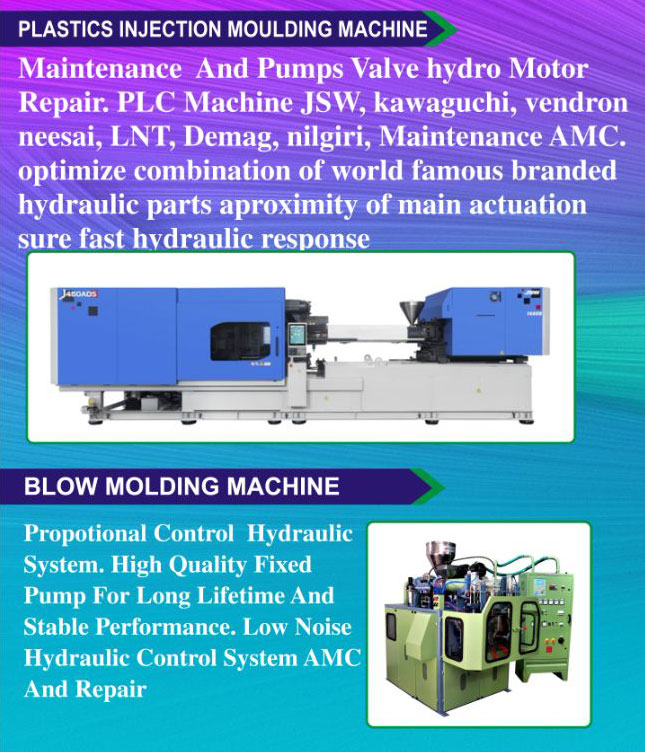 PLASTICS INJECTION MOULDING MACHINE
Maintenance And Pumps Valve hydro Motor
Repair. PLC Machine JSW, kawaguchi, vendron
neesai, LNT, Demag, nilgiri, Maintenance AMC.
optimize combination of world famous branded
hydraulic parts aproximity of main actuation
sure fast hydraulic response
J450ADS
JSW
BLOW MOLDING MACHINE
Propotional Control Hydraulic
System. High Quality Fixed
Pump For Long Lifetime And
Stable Performance. Low Noise
Hydraulic Control System AMC
And Repair